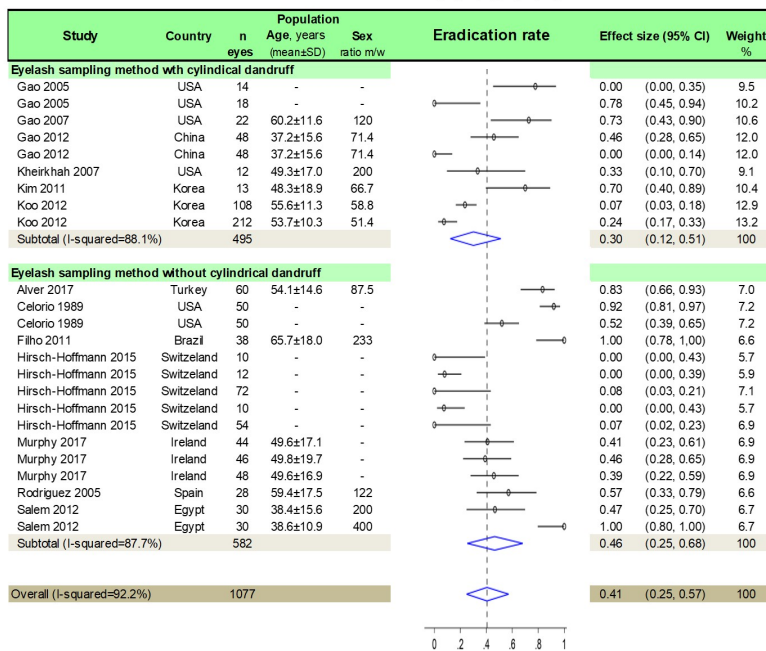 Population
Study Country n eyes Age, years (mean±SD) Sex ratio m/w Eradication rate Effect size (95% CI) Weight %
Eyelash sampling method wth cylindical dandruff
Gao 2005 USA 14 - - 0.00 (0.00, 0.35) 9.5
Gao 2005 USA 18 - - 0.78 (0.45, 0.94) 10.2
Gao 2007 USA 22 60.2±11.6 120 0.73 (0.43, 0.90) 10.6
Gao 2012 China 48 37.2±15.6 71.4 0.46 (0.28, 0.65) 12.0
Gao 2012 China 48 37.2±15.6 71.4 0.00 (0.00, 0.14) 12.0
Kheirkhah 2007 USA 12 49.3±17.0 200 0.33 (0.10, 0.70) 9.1
Kim 2011 Korea 13 48.3±18.9 66.7 0.70 (0.40, 0.89) 10.4
Koo 2012 Korea 108 55.6±11.3 58.8 0.07 (0.03, 0.18) 12.9
Koo 2012 Korea 212 53.7±10.3 51.4 0.24 (0.17, 0.33) 13.2
Subtotal (I-squared=88.1%) 495 0.30 (0.12, 0.51) 100
Eyelash sampling method without cylindrical dandruff
Alver 2017 Turkey 60 54.1±14.6 87.5 0.83 (0.66, 0.93) 7.0
Celorio 1989 USA 50 - - 0.92 (0.81, 0.97) 7.2
Celorio 1989 USA 50 - - 0.52 (0.39, 0.65) 7.2
Filho 2011 Brazil 38 65.7±18.0 233 1.00 (0.78, 1,00) 6.6
Hirsch-Hoffmann 2015 Switzeland 10 - - 0.00 (0.00, 0.43) 5.7
Hirsch-Hoffmann 2015 Switzeland 12 - - 0.00 (0.00, 0.39) 5.9
Hirsch-Hoffmann 2015 Switzeland 72 - - 0.08 (0.03, 0.21) 7.1
Hirsch-Hoffmann 2015 Switzeland 10 - - 0.00 (0.00, 0.43) 5.7
Hirsch-Hoffmann 2015 Switzeland 54 - - 0.07 (0.02, 0.23) 6.9
Murphy 2017 Ireland 44 49.6±17.1 - 0.41 (0.23, 0.61) 6.9
Murphy 2017 Ireland 46 49.8±19.7 - 0.46 (0.28, 0.65) 6.9
Murphy 2017 Ireland 48 49.6±16.9 - 0.39 (0.22, 0.59) 6.9
Rodriguez 2005 Spain 28 59.4±17.5 122 0.57 (0.33, 0.79) 6.6
Salem 2012 Egypt 30 38.4±15.6 200 0.47 (0.25, 0.70) 6.7
Salem 2012 Egypt 30 38.6±10.9 400 1.00 (0.80, 1.00) 6.7
Subtotal (I-squared=87.7%) 582 0.46 (0.25, 0.68) 100
Overall (I-squared=92.2%) 1077 0.41 (0.25, 0.57) 100
0 .2 .4 .6 .8 1